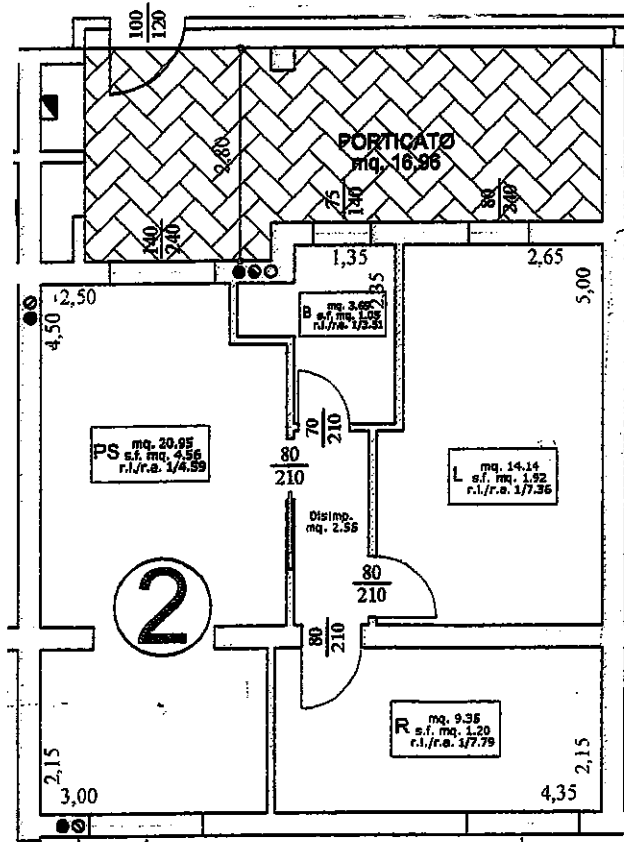 100
120
PORTICATO
mq. 16,96
2,80
75
140
80
240
140
240
1,35
2,65
2,50
4,50
2,35
5,00
B
mq. 3.65
s.f. mq. 1.05
r.i./r.a. 1/3.51
70
210
PS
mq. 20.95
s.f. mq. 4.56
r.i./r.a. 1/4.59
80
210
L
mq. 14.14
s.f. mq. 1.92
r.i./r.a. 1/7.36
Disimp.
mq. 2.55
2
80
210
80
210
R
mq. 9.35
s.f. mq. 1.20
r.i./r.a. 1/7.79
2,15
2,15
3,00
4,35